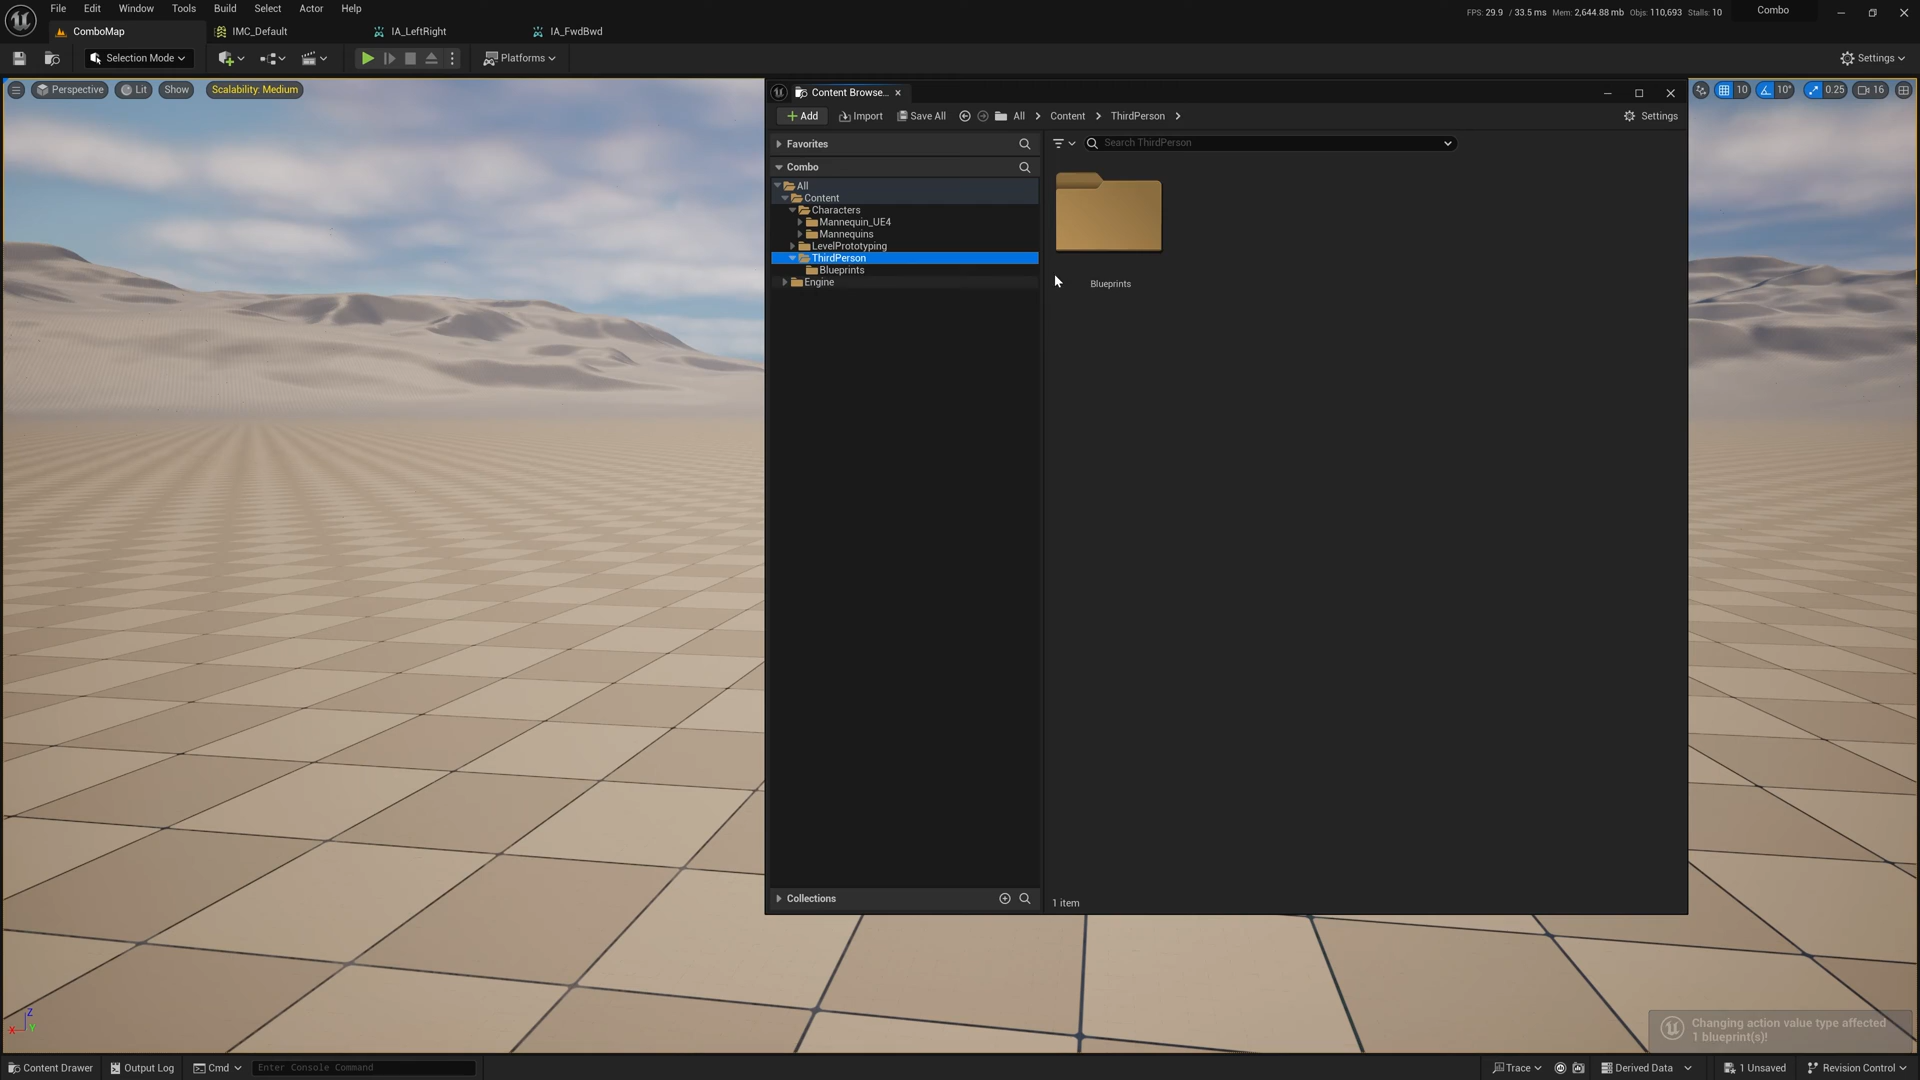 File Edit Window Tools Build Select Actor Help
FPS: 29.9 / 33.5 ms Mem: 2,644.88 mb Objs: 110,693 Stalls: 10
Combo
ComboMap
IMC_Default
IA_LeftRight
IA_FwdBwd
Selection Mode
Platforms
Settings
Perspective
Lit
Show
Scalability: Medium
Content Browse...
10
10°
0.25
16
Add
Import
Save All
All
Content
ThirdPerson
Settings
Favorites
Search ThirdPerson
Combo
All
Content
Characters
Mannequin_UE4
Mannequins
LevelPrototyping
ThirdPerson
Blueprints
Engine
Blueprints
Collections
1 item
Z
X
Y
Changing action value type affected
1 blueprint(s)!
Content Drawer
Output Log
Cmd
Enter Console Command
Trace
Derived Data
1 Unsaved
Revision Control